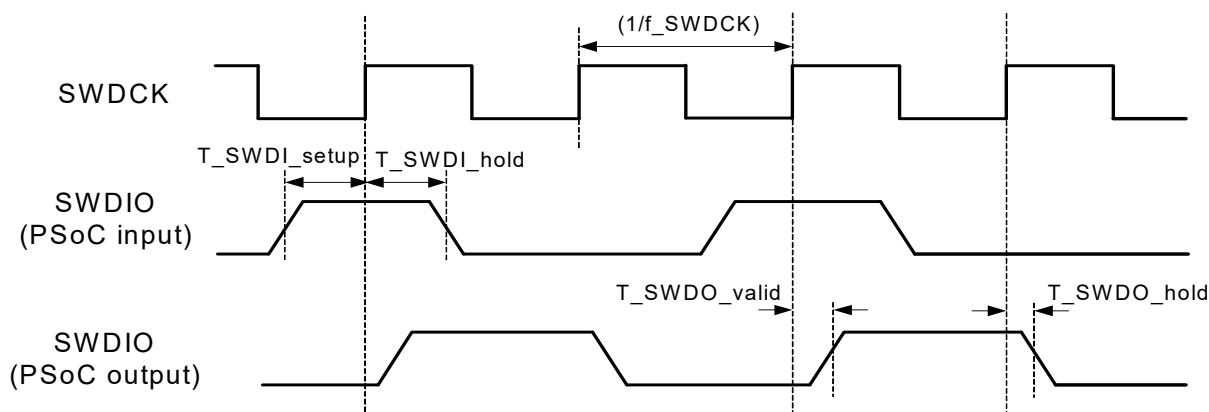 (1/f_SWDCK)
SWDCK
T_SWDI_setup
T_SWDI_hold
SWDIO
(PSoC input)
T_SWDO_valid
T_SWDO_hold
SWDIO
(PSoC output)